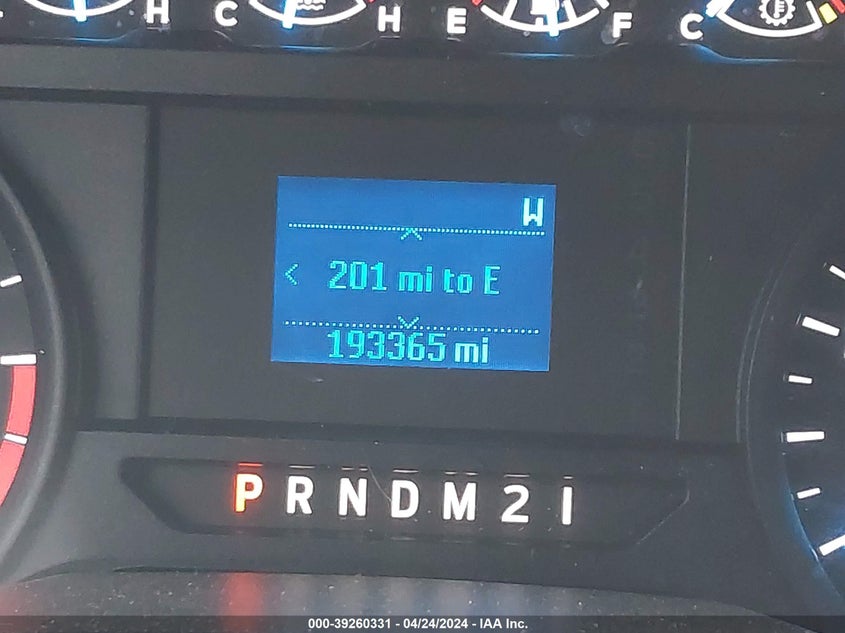 H C H E F C
W
201 mi to E
193365 mi
P R N D M 2 1
000-39260331 - 04/24/2024 - IAA Inc.